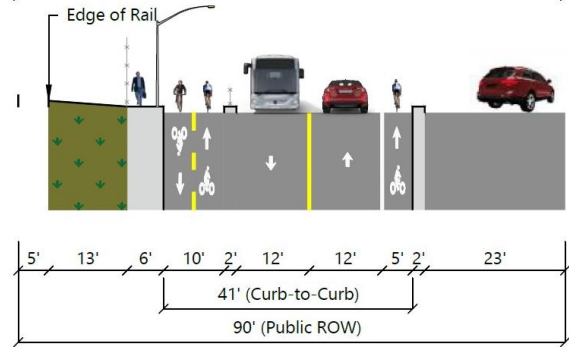 Edge of Rail
5' 13' 6' 10' 2' 12' 12' 5' 2' 23'
41' (Curb-to-Curb)
90' (Public ROW)